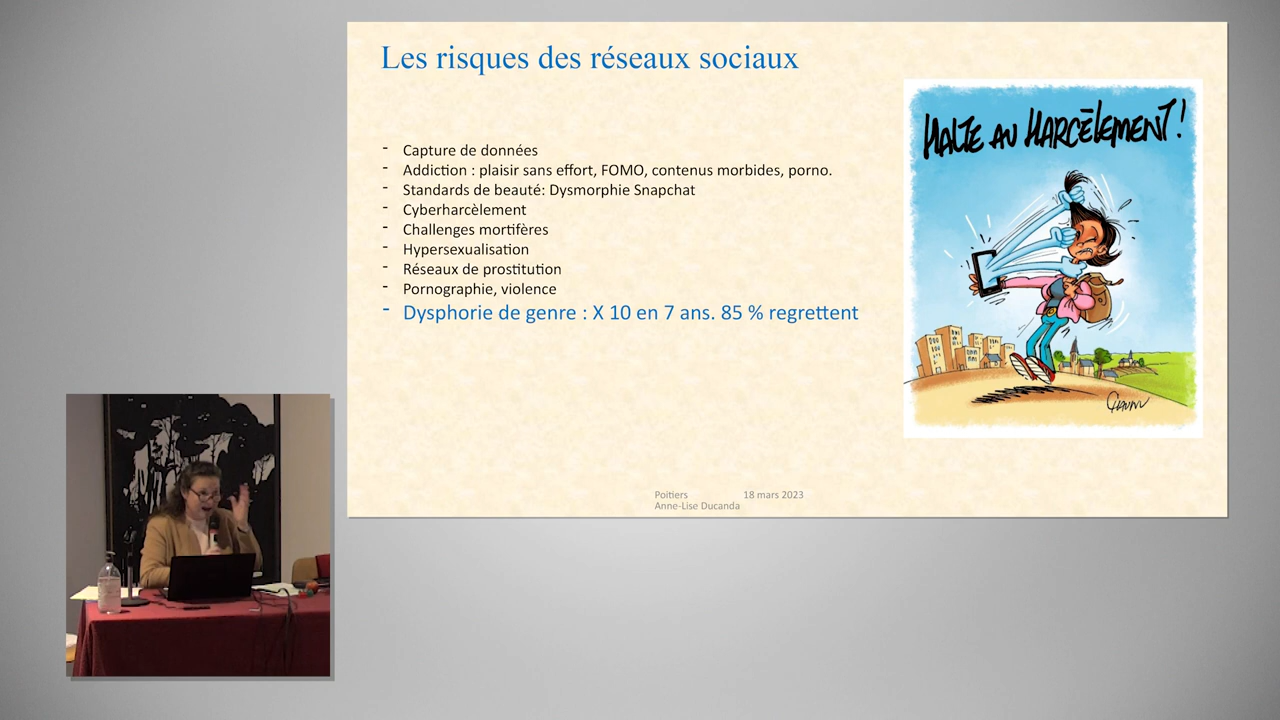 Les risques des réseaux sociaux
HALTE AU HARCÈLEMENT !
- Capture de données
- Addiction : plaisir sans effort, FOMO, contenus morbides, porno.
- Standards de beauté: Dysmorphie Snapchat
- Cyberharcèlement
- Challenges mortifères
- Hypersexualisation
- Réseaux de prostitution
- Pornographie, violence
- Dysphorie de genre : X 10 en 7 ans. 85 % regrettent
Poitiers 18 mars 2023
Anne-Lise Ducanda